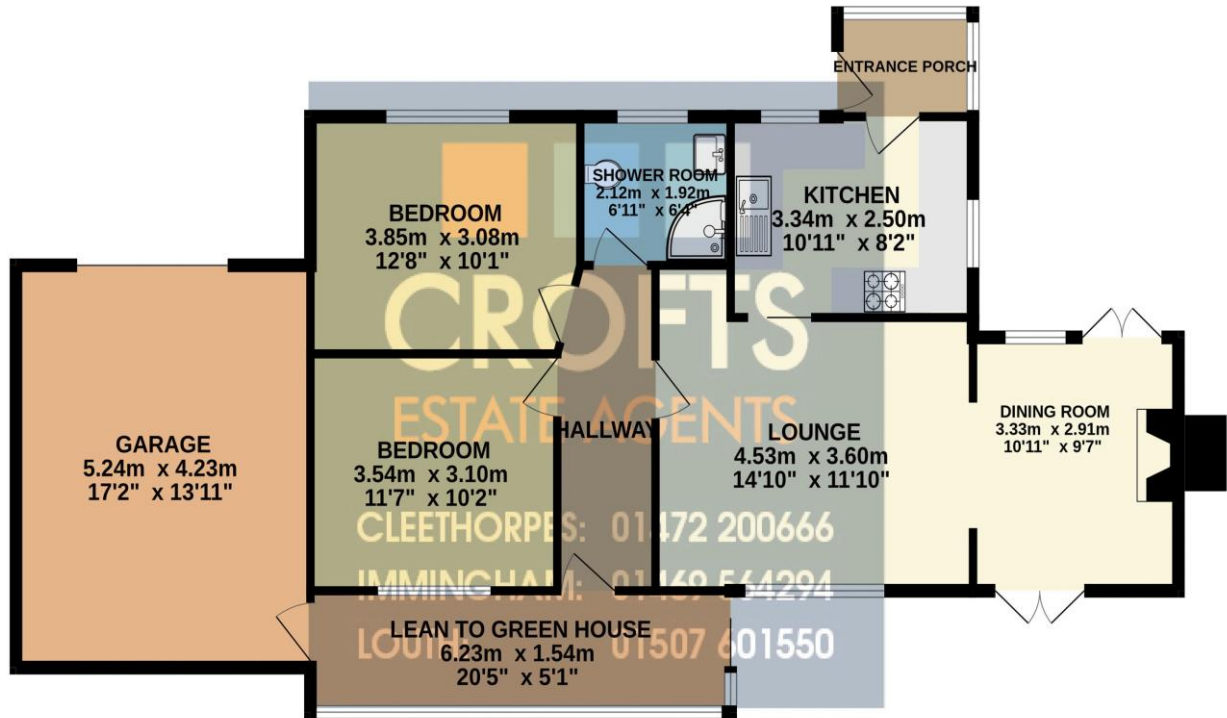 ENTRANCE PORCH
SHOWER ROOM
2.12m x 1.92m
6'11" x 6'4"
KITCHEN
3.34m x 2.50m
10'11" x 8'2"
BEDROOM
3.85m x 3.08m
12'8" x 10'1"
CROFTS
ESTATE AGENTS
GARAGE
5.24m x 4.23m
17'2" x 13'11"
BEDROOM
3.54m x 3.10m
11'7" x 10'2"
HALLWAY
LOUNGE
4.53m x 3.60m
14'10" x 11'10"
DINING ROOM
3.33m x 2.91m
10'11" x 9'7"
CLEETHORPES: 01472 200666
IMMINGHAM: 01469 564294
LOUTH: 01507 601550
LEAN TO GREEN HOUSE
6.23m x 1.54m
20'5" x 5'1"